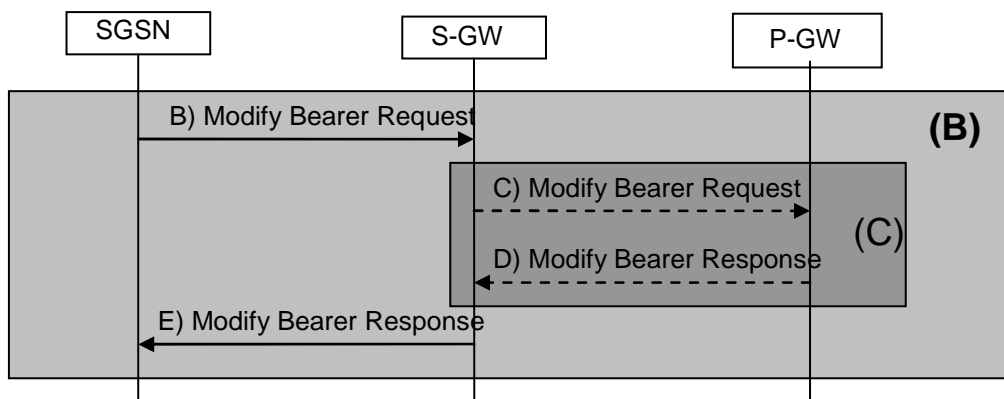 SGSN
S-GW
P-GW
B) Modify Bearer Request
(B)
C) Modify Bearer Request
(C)
D) Modify Bearer Response
E) Modify Bearer Response